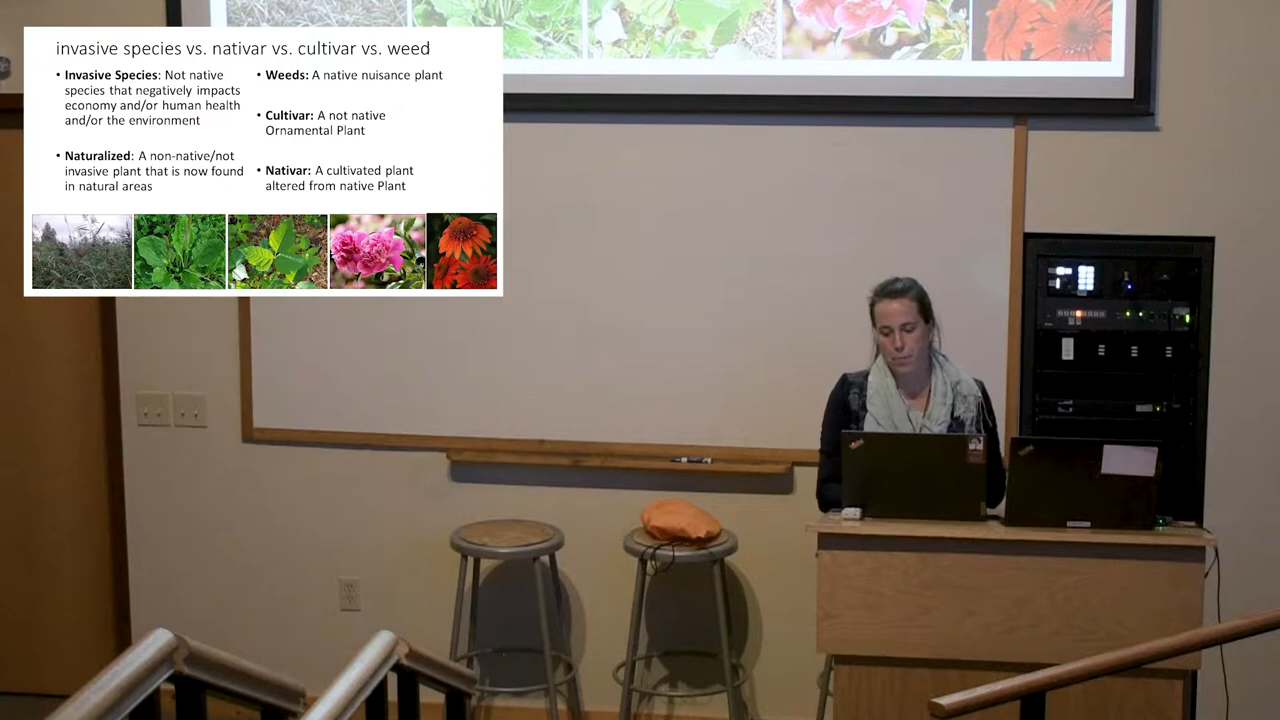 invasive species vs. nativar vs. cultivar vs. weed
• Invasive Species: Not native
species that negatively impacts
economy and/or human health
and/or the environment
• Naturalized: A non-native/not
invasive plant that is now found
in natural areas
• Weeds: A native nuisance plant
• Cultivar: A not native
Ornamental Plant
• Nativar: A cultivated plant
altered from native Plant